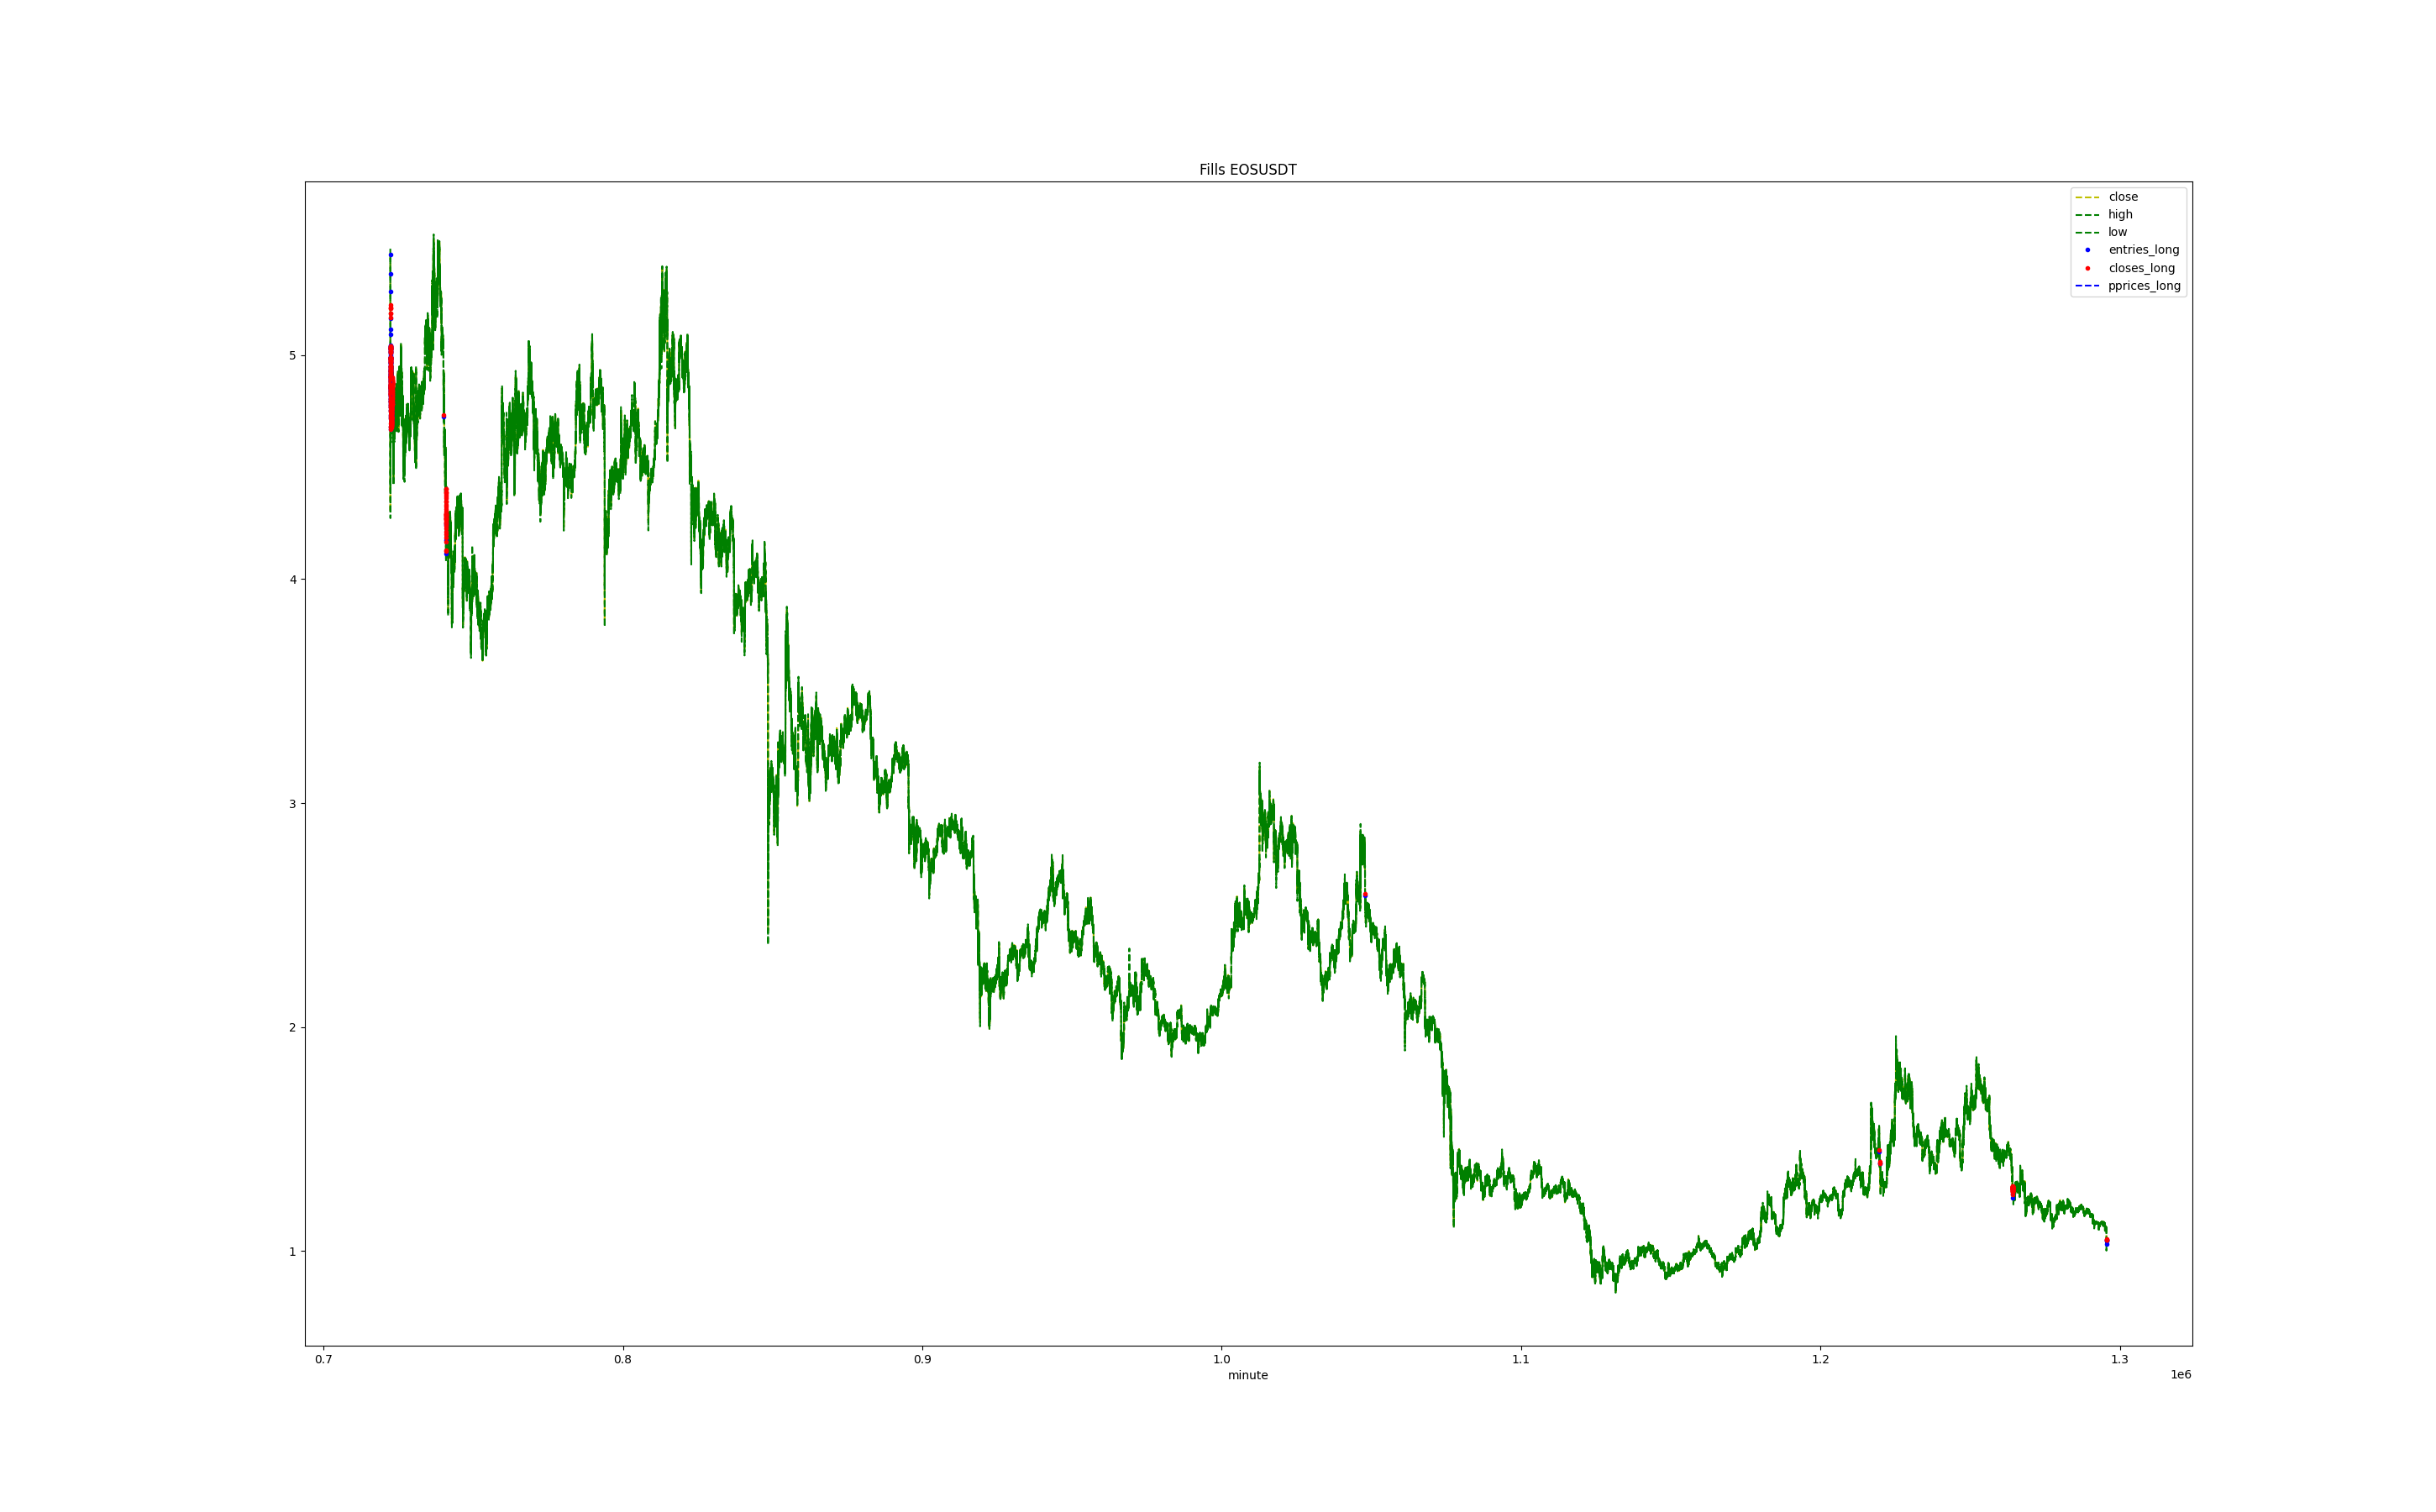 Fills EOSUSDT
close
high
low
entries_long
closes_long
pprices_long
5
4
3
2
1
0.7 0.8 0.9 1.0 1.1 1.2 1.3
minute 1e6